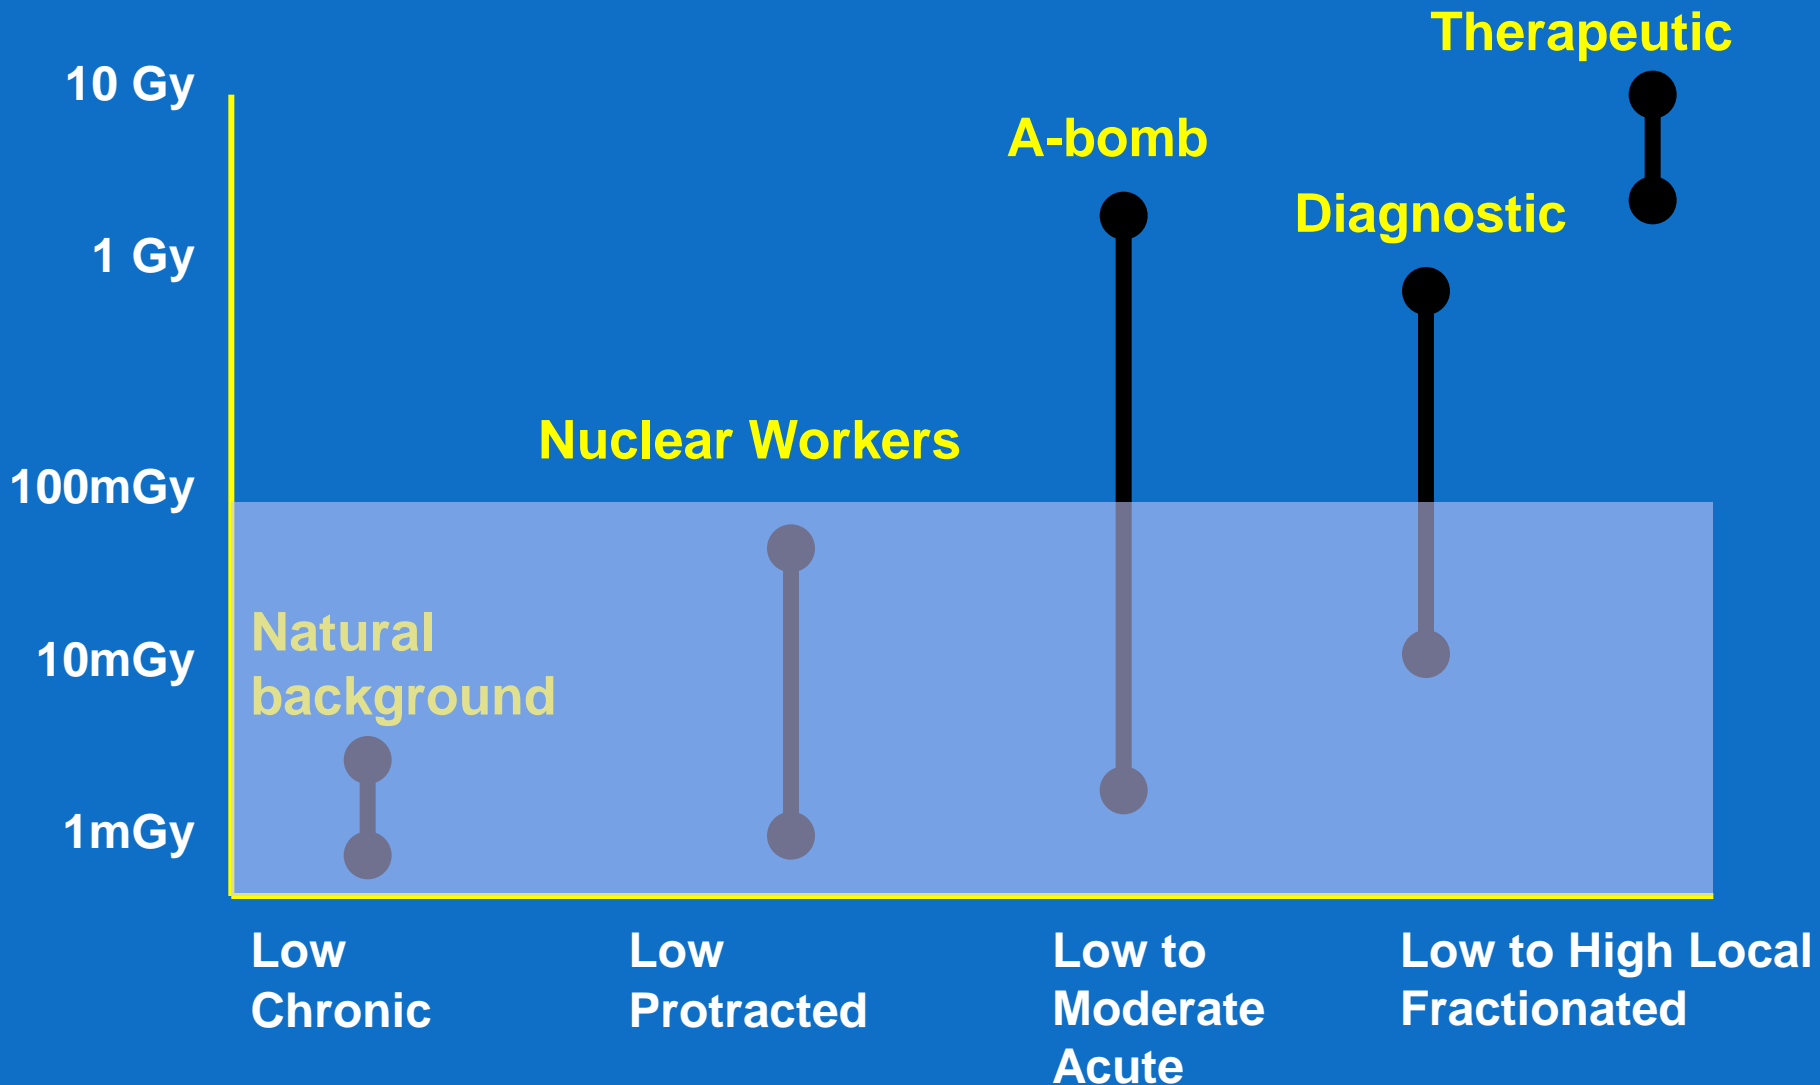 Therapeutic
10 Gy
A-bomb
Diagnostic
1 Gy
Nuclear Workers
100mGy
Natural
background
10mGy
1mGy
Low
Chronic
Low
Protracted
Low to
Moderate
Acute
Low to High Local
Fractionated